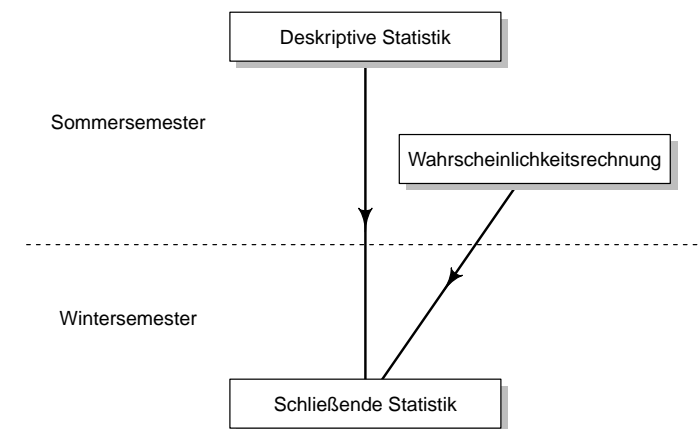 Deskriptive Statistik
Sommersemester
Wahrscheinlichkeitsrechnung
Wintersemester
Schließende Statistik